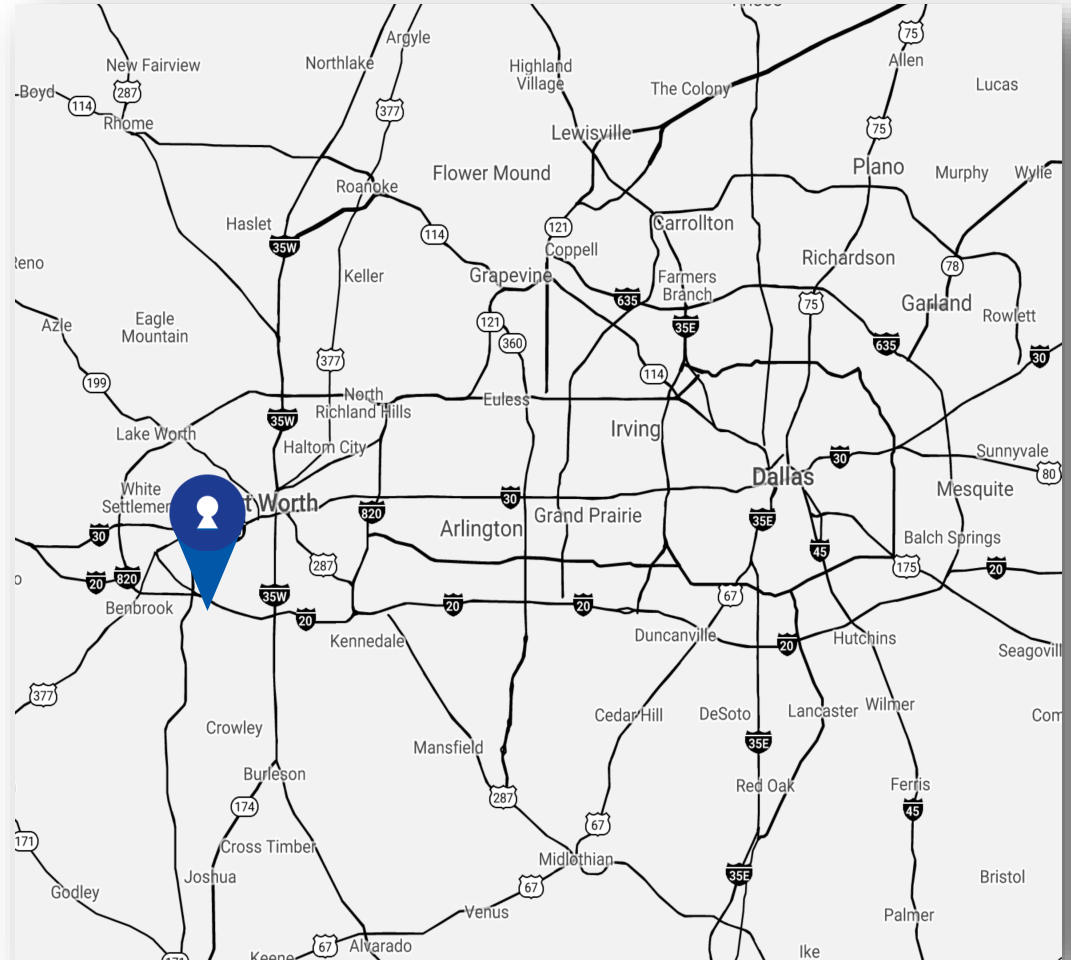 Argyle
75
New Fairview
Northlake
Allen
Highland
Village
287
Boyd
114
The Colony
Lucas
377
Rhome
Lewisville
75
Flower Mound
Plano
Murphy
Wylie
Roanoke
Haslet
121
Carrollton
114
35W
Coppell
Richardson
78
Grapevine
Keller
Farmers
Branch
635
75
Garland
Rowlett
Azle
Eagle
Mountain
121
35E
360
635
30
377
114
199
North
Richland Hills
Euless
35W
Irving
Lake Worth
Haltom City
Sunnyvale
30
80
Dallas
White
Settlemen
t Worth
30
Mesquite
820
Grand Prairie
Arlington
35E
30
Balch Springs
45
287
175
20
820
20
35W
67
Benbrook
20
20
20
Kennedale
Duncanville
Hutchins
20
Seagovill
377
Crowley
Cedar Hill
DeSoto
Lancaster
Wilmer
Com
Mansfield
35E
Burleson
Red Oak
Ferris
287
174
45
67
171
Cross Timber
Midlothian
35E
Joshua
Bristol
Godley
67
Venus
Palmer
67
Alvarado
Ike
Keene
171